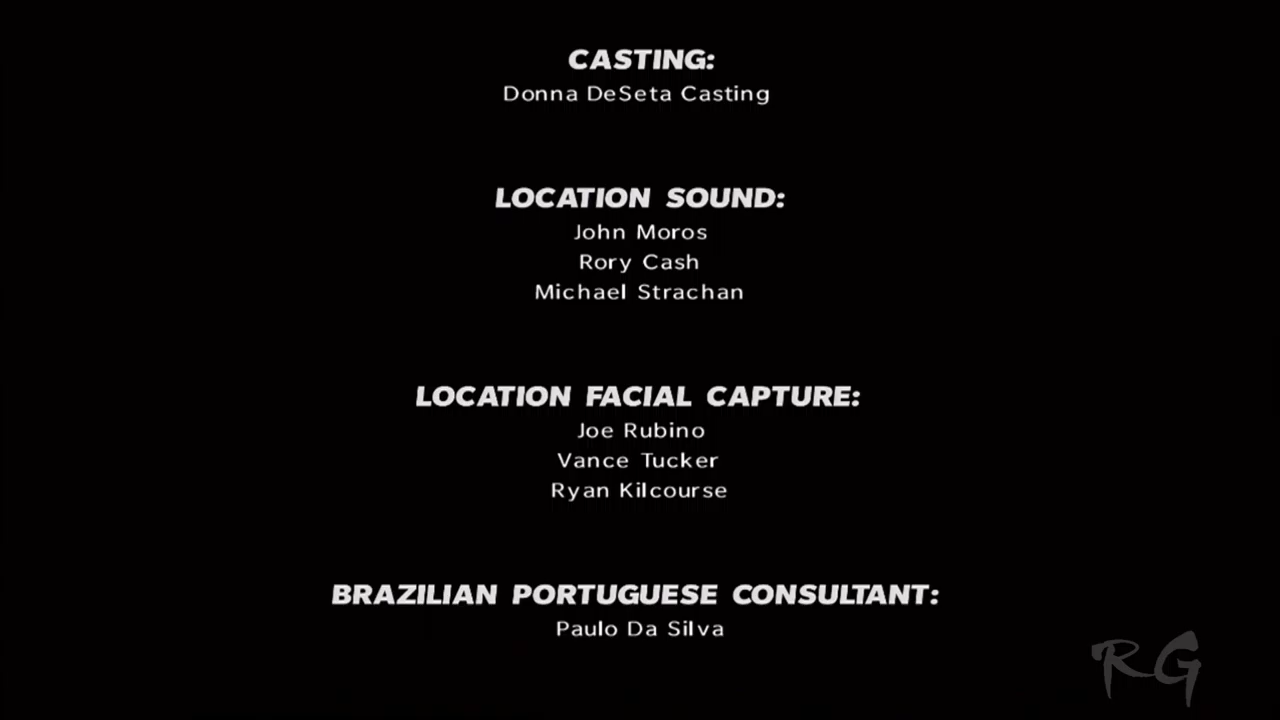 CASTING:
Donna DeSeta Casting
LOCATION SOUND:
John Moros
Rory Cash
Michael Strachan
LOCATION FACIAL CAPTURE:
Joe Rubino
Vance Tucker
Ryan Kilcourse
BRAZILIAN PORTUGUESE CONSULTANT:
Paulo Da Silva
RG